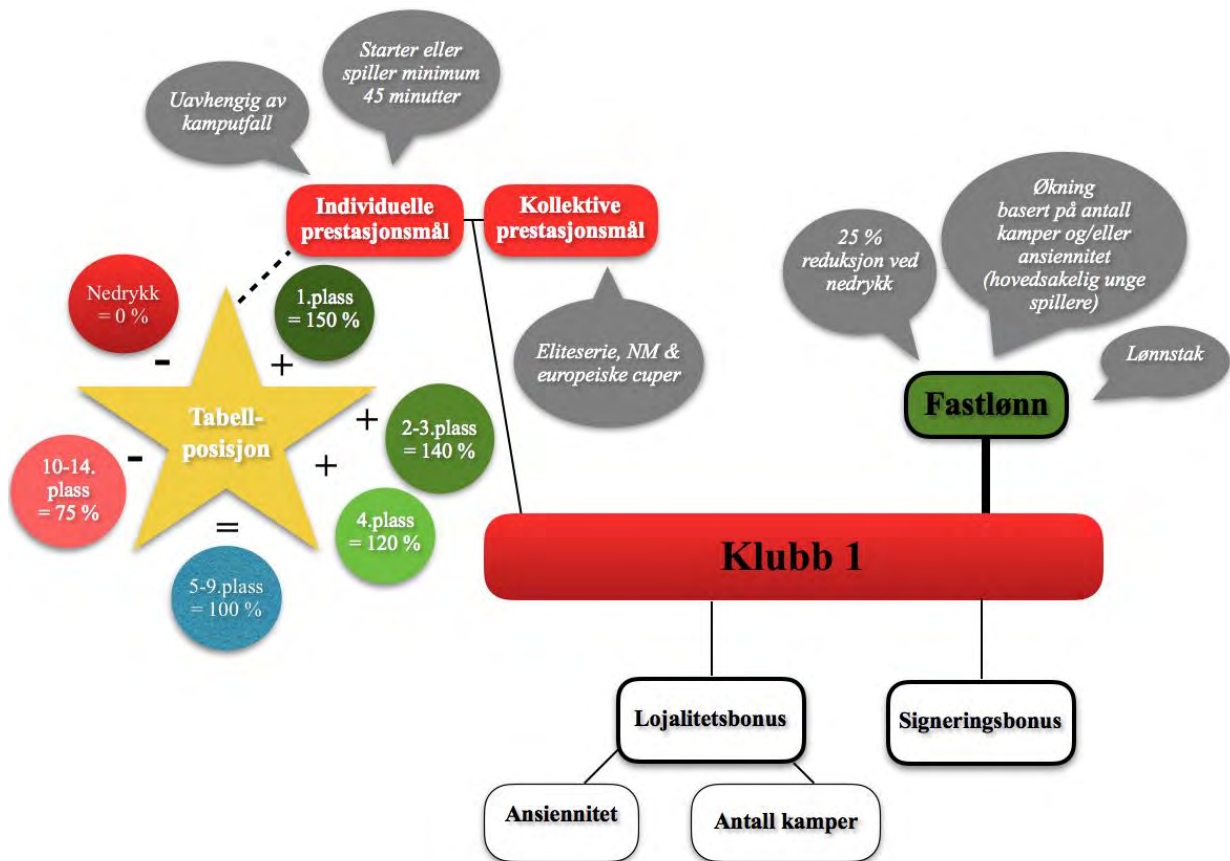 Starter eller
spiller minimum
45 minutter
Uavhengig av
kamputfall
Individuelle
prestasjonsmål
Kollektive
prestasjonsmål
Økning
basert på antall
kamper og/eller
ansiennitet
(hovedsakelig unge
spillere)
25 %
reduksjon ved
nedrykk
Lønnstak
Eliteserie, NM &
europeiske cuper
Fastlønn
Nedrykk
= 0 %
-
1.plass
= 150 %
+
Tabell-
posisjon
+
2-3.plass
= 140 %
-
10-14.
plass
= 75 %
+
4.plass
= 120 %
=
5-9.plass
= 100 %
Klubb 1
Lojalitetsbonus
Signeringsbonus
Ansiennitet
Antall kamper